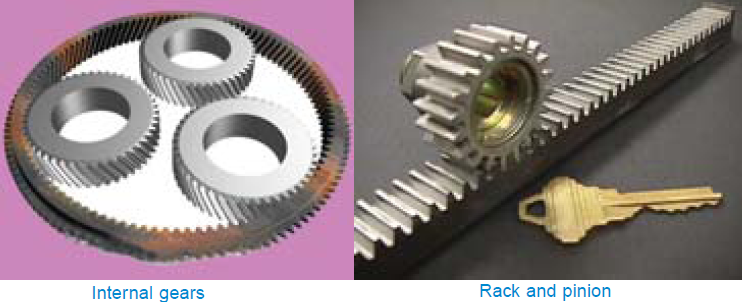 Internal gears
Rack and pinion